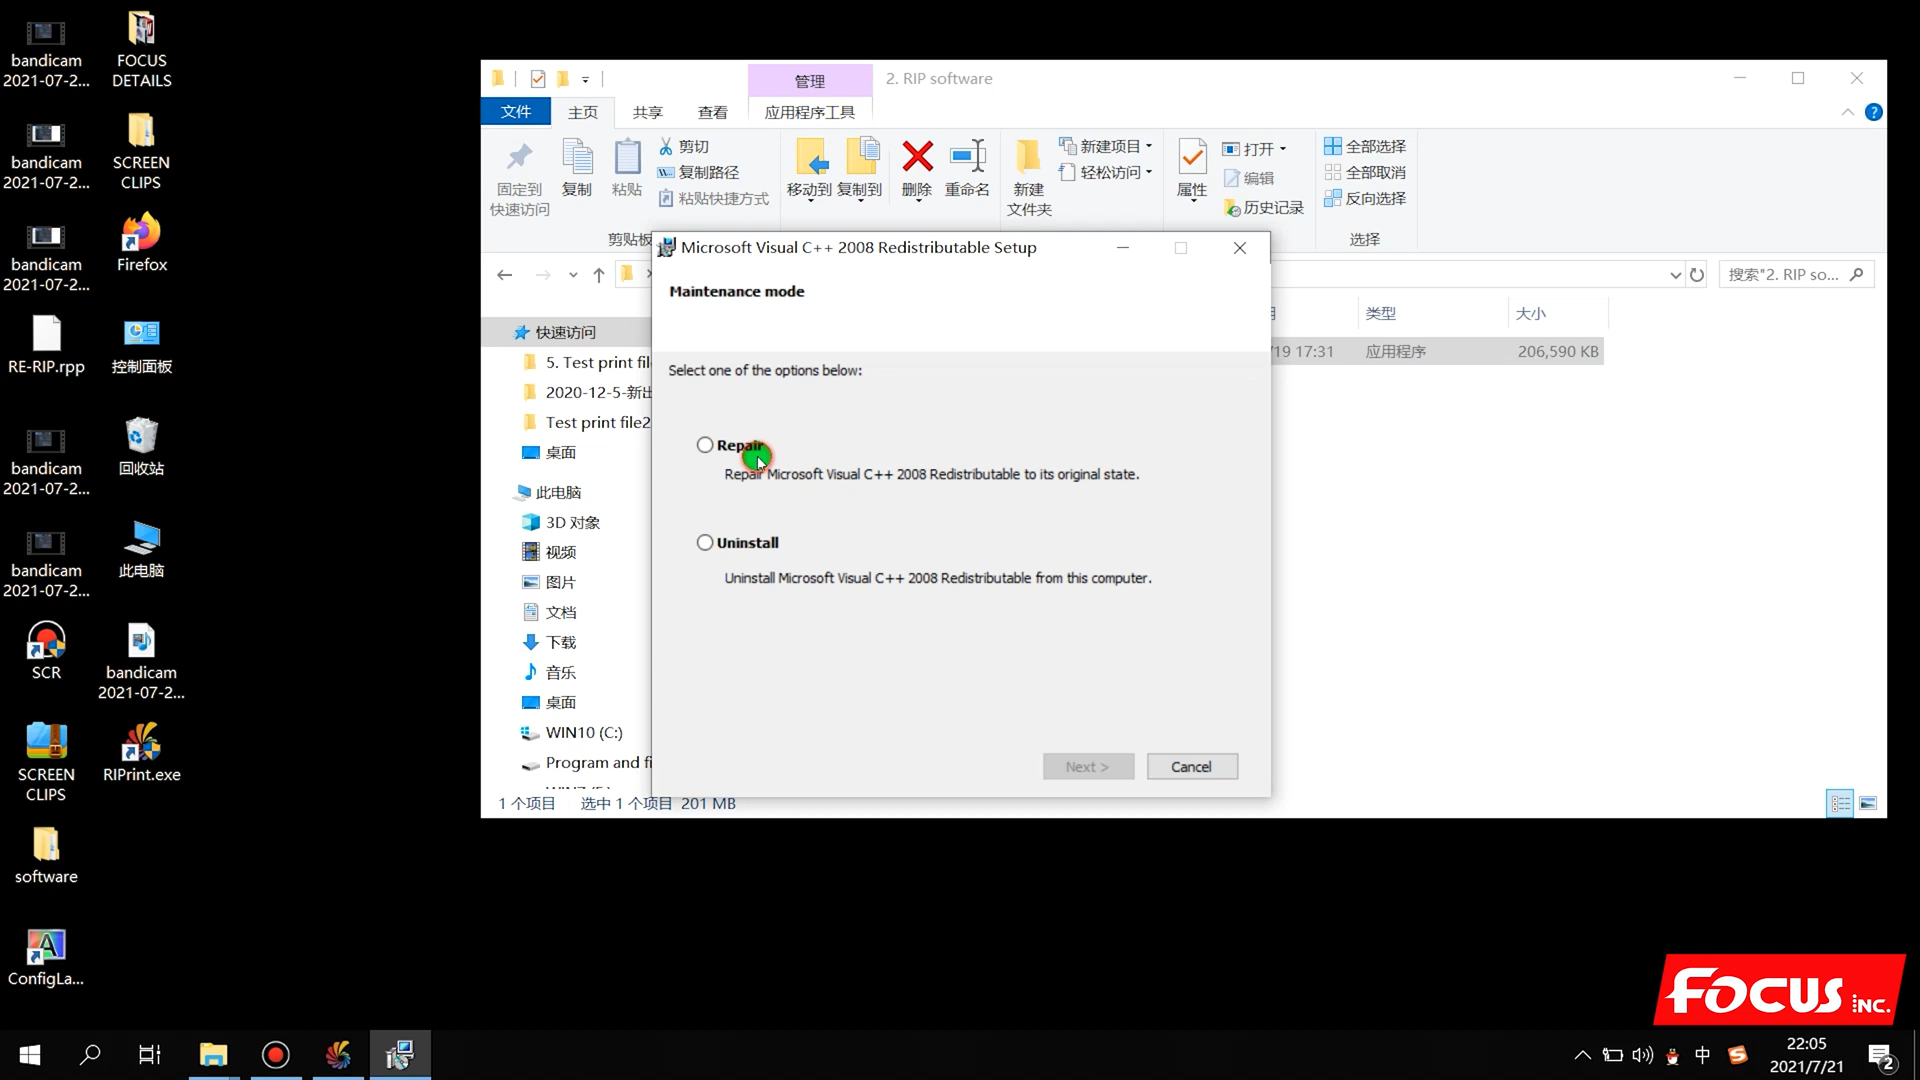 bandicam
2021-07-2...
FOCUS
DETAILS
bandicam
2021-07-2...
SCREEN
CLIPS
bandicam
2021-07-2...
Firefox
RE-RIP.rpp
控制面板
bandicam
2021-07-2...
回收站
bandicam
2021-07-2...
此电脑
SCR
bandicam
2021-07-2...
SCREEN
CLIPS
RIPrint.exe
software
ConfigLa...
管理
2. RIP software
文件
主页
共享
查看
应用程序工具
固定到
快速访问
复制
粘贴
剪切
复制路径
粘贴快捷方式
剪贴板
移动到
复制到
删除
重命名
新建
文件夹
新建项目
轻松访问
属性
打开
编辑
历史记录
全部选择
全部取消
反向选择
选择
搜索"2. RIP so...
类型
大小
/19 17:31
应用程序
206,590 KB
快速访问
5. Test print fil
2020-12-5-新出
Test print file2
桌面
此电脑
3D 对象
视频
图片
文档
下载
音乐
桌面
WIN10 (C:)
Program and fi
1 个项目
选中 1 个项目 201 MB
Microsoft Visual C++ 2008 Redistributable Setup
Maintenance mode
Select one of the options below:
Repair
Repair Microsoft Visual C++ 2008 Redistributable to its original state.
Uninstall
Uninstall Microsoft Visual C++ 2008 Redistributable from this computer.
Next >
Cancel
FOCUS INC.
中
22:05
2021/7/21
2